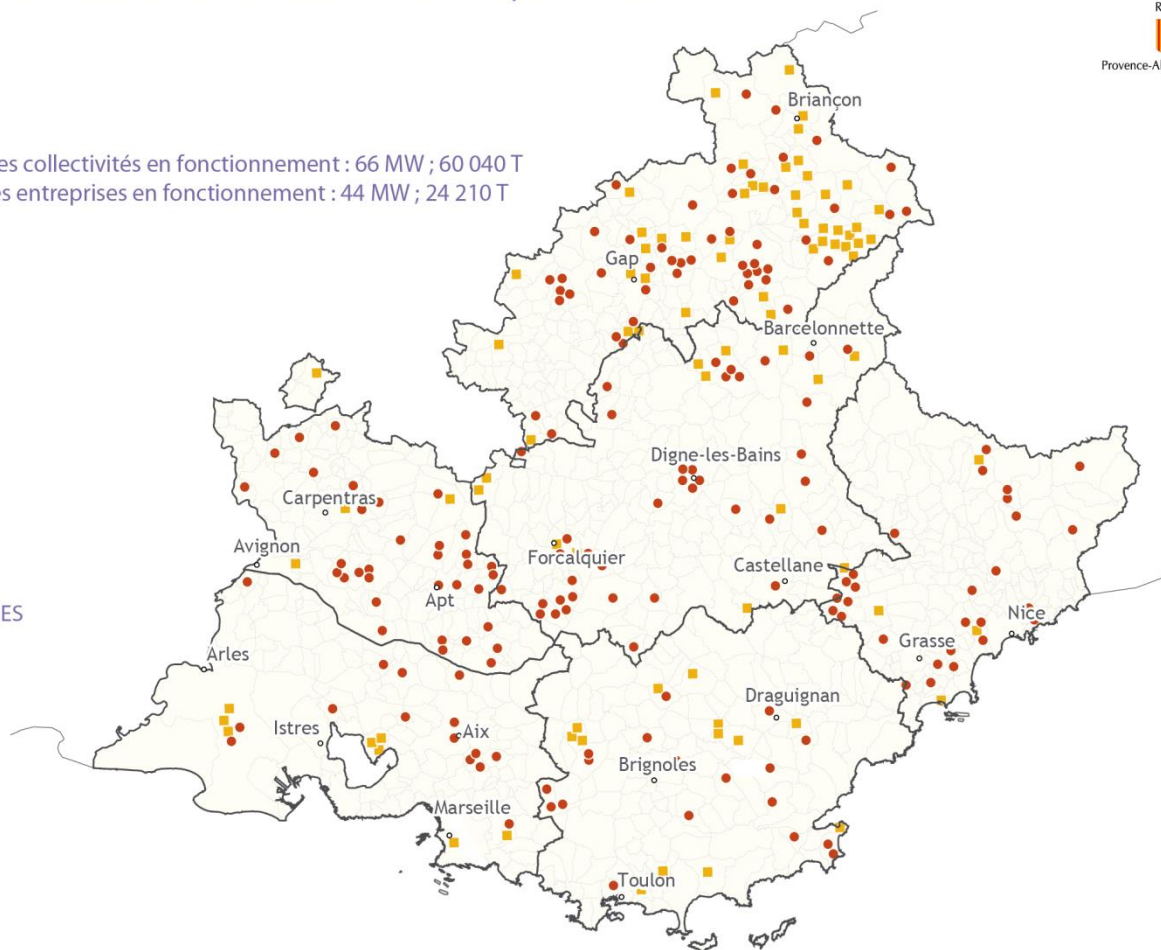 Provence-Al
Briançon
es collectivités en fonctionnement : 66 MW ; 60 040 T
es entreprises en fonctionnement : 44 MW ; 24 210 T
Gap
Barcelonnette
Digne-les-Bains
Carpentras
Avignon
Forcalquier
Castellane
Apt
ES
Nice
Grasse
Arles
Draguignan
Istres
Aix
Brignoles
Marseille
Toulon